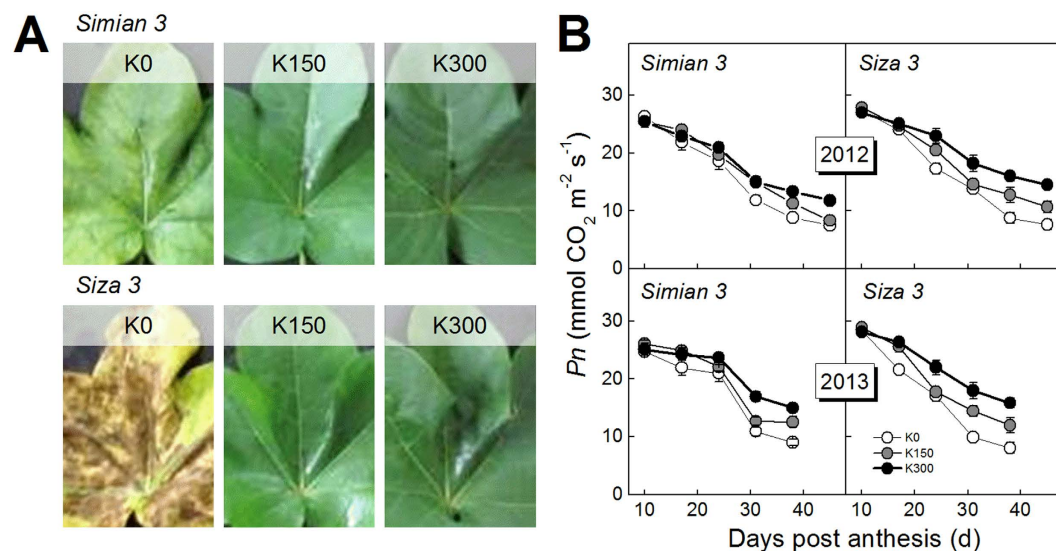 A
Simian 3
K0
K150
K300
Siza 3
K0
K150
K300
B
Pn (mmol CO₂ m⁻² s⁻¹)
Simian 3
Siza 3
30
20
10
0
2012
Simian 3
Siza 3
30
20
10
0
2013
K0
K150
K300
10 20 30 40
10 20 30 40
Days post anthesis (d)